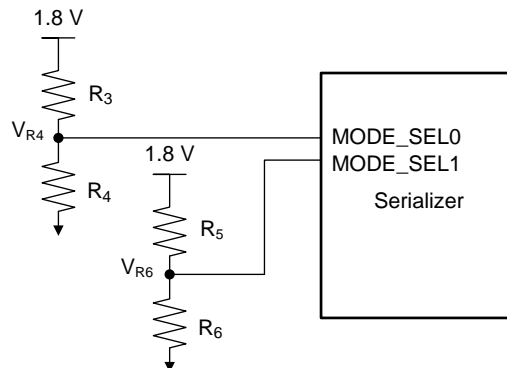 1.8 V
R3
VR4
MODE_SEL0
1.8 V
MODE_SEL1
R4
Serializer
R5
VR6
R6